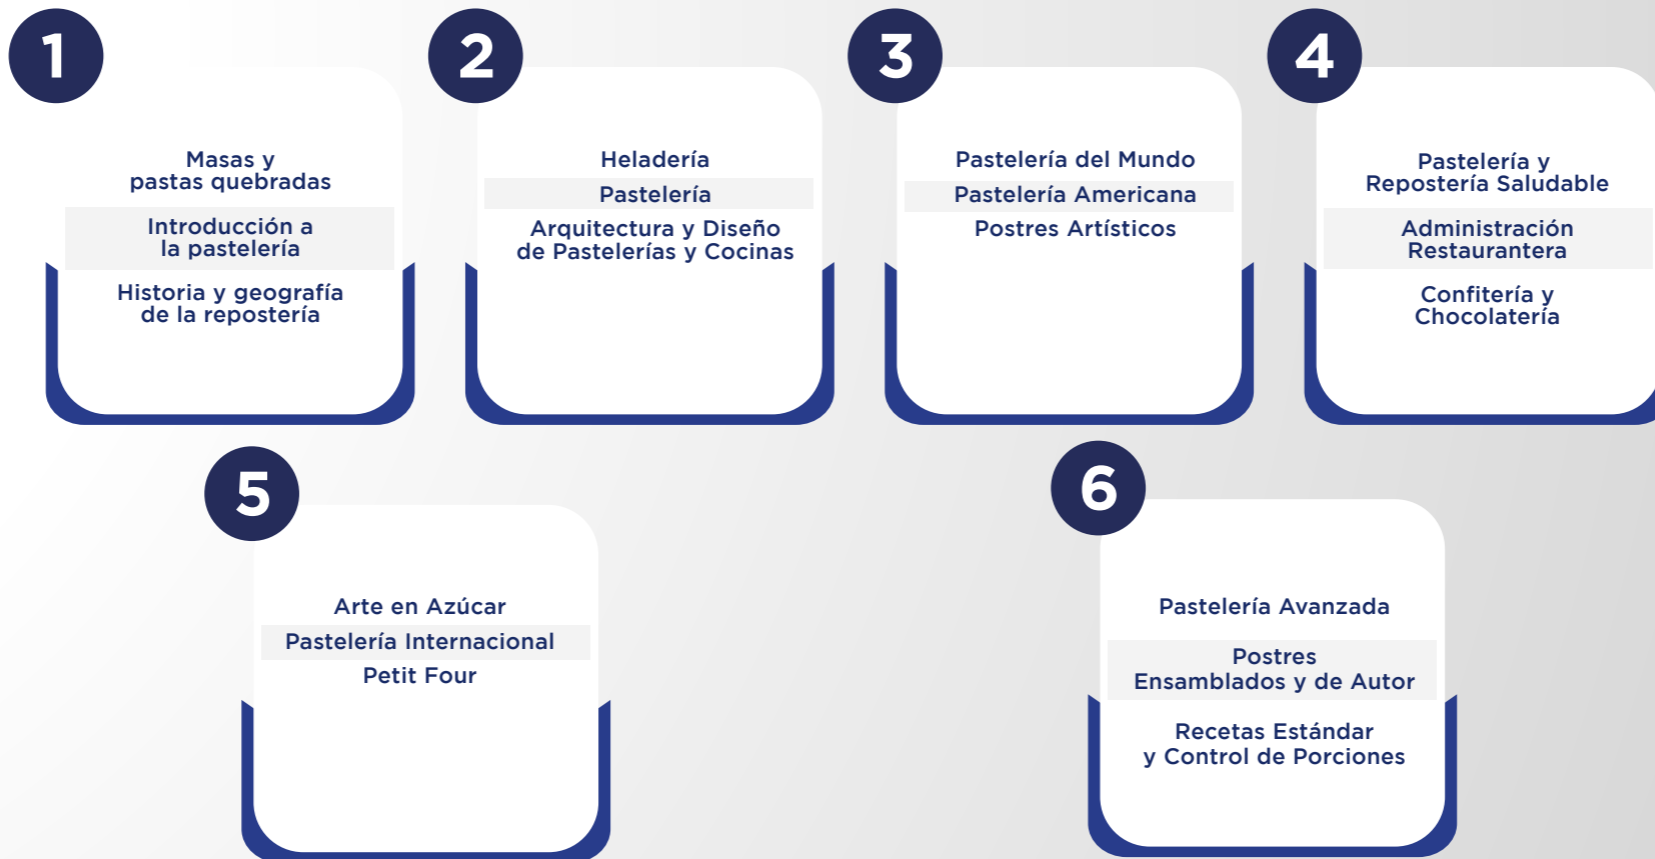 1
Masas y
pastas quebradas
Introducción a
la pastelería
Historia y geografía
de la repostería
2
Heladería
Pastelería
Arquitectura y Diseño
de Pastelerías y Cocinas
3
Pastelería del Mundo
Pastelería Americana
Postres Artísticos
4
Pastelería y
Repostería Saludable
Administración
Restaurantera
Confitería y
Chocolatería
5
Arte en Azúcar
Pastelería Internacional
Petit Four
6
Pastelería Avanzada
Postres
Ensamblados y de Autor
Recetas Estándar
y Control de Porciones